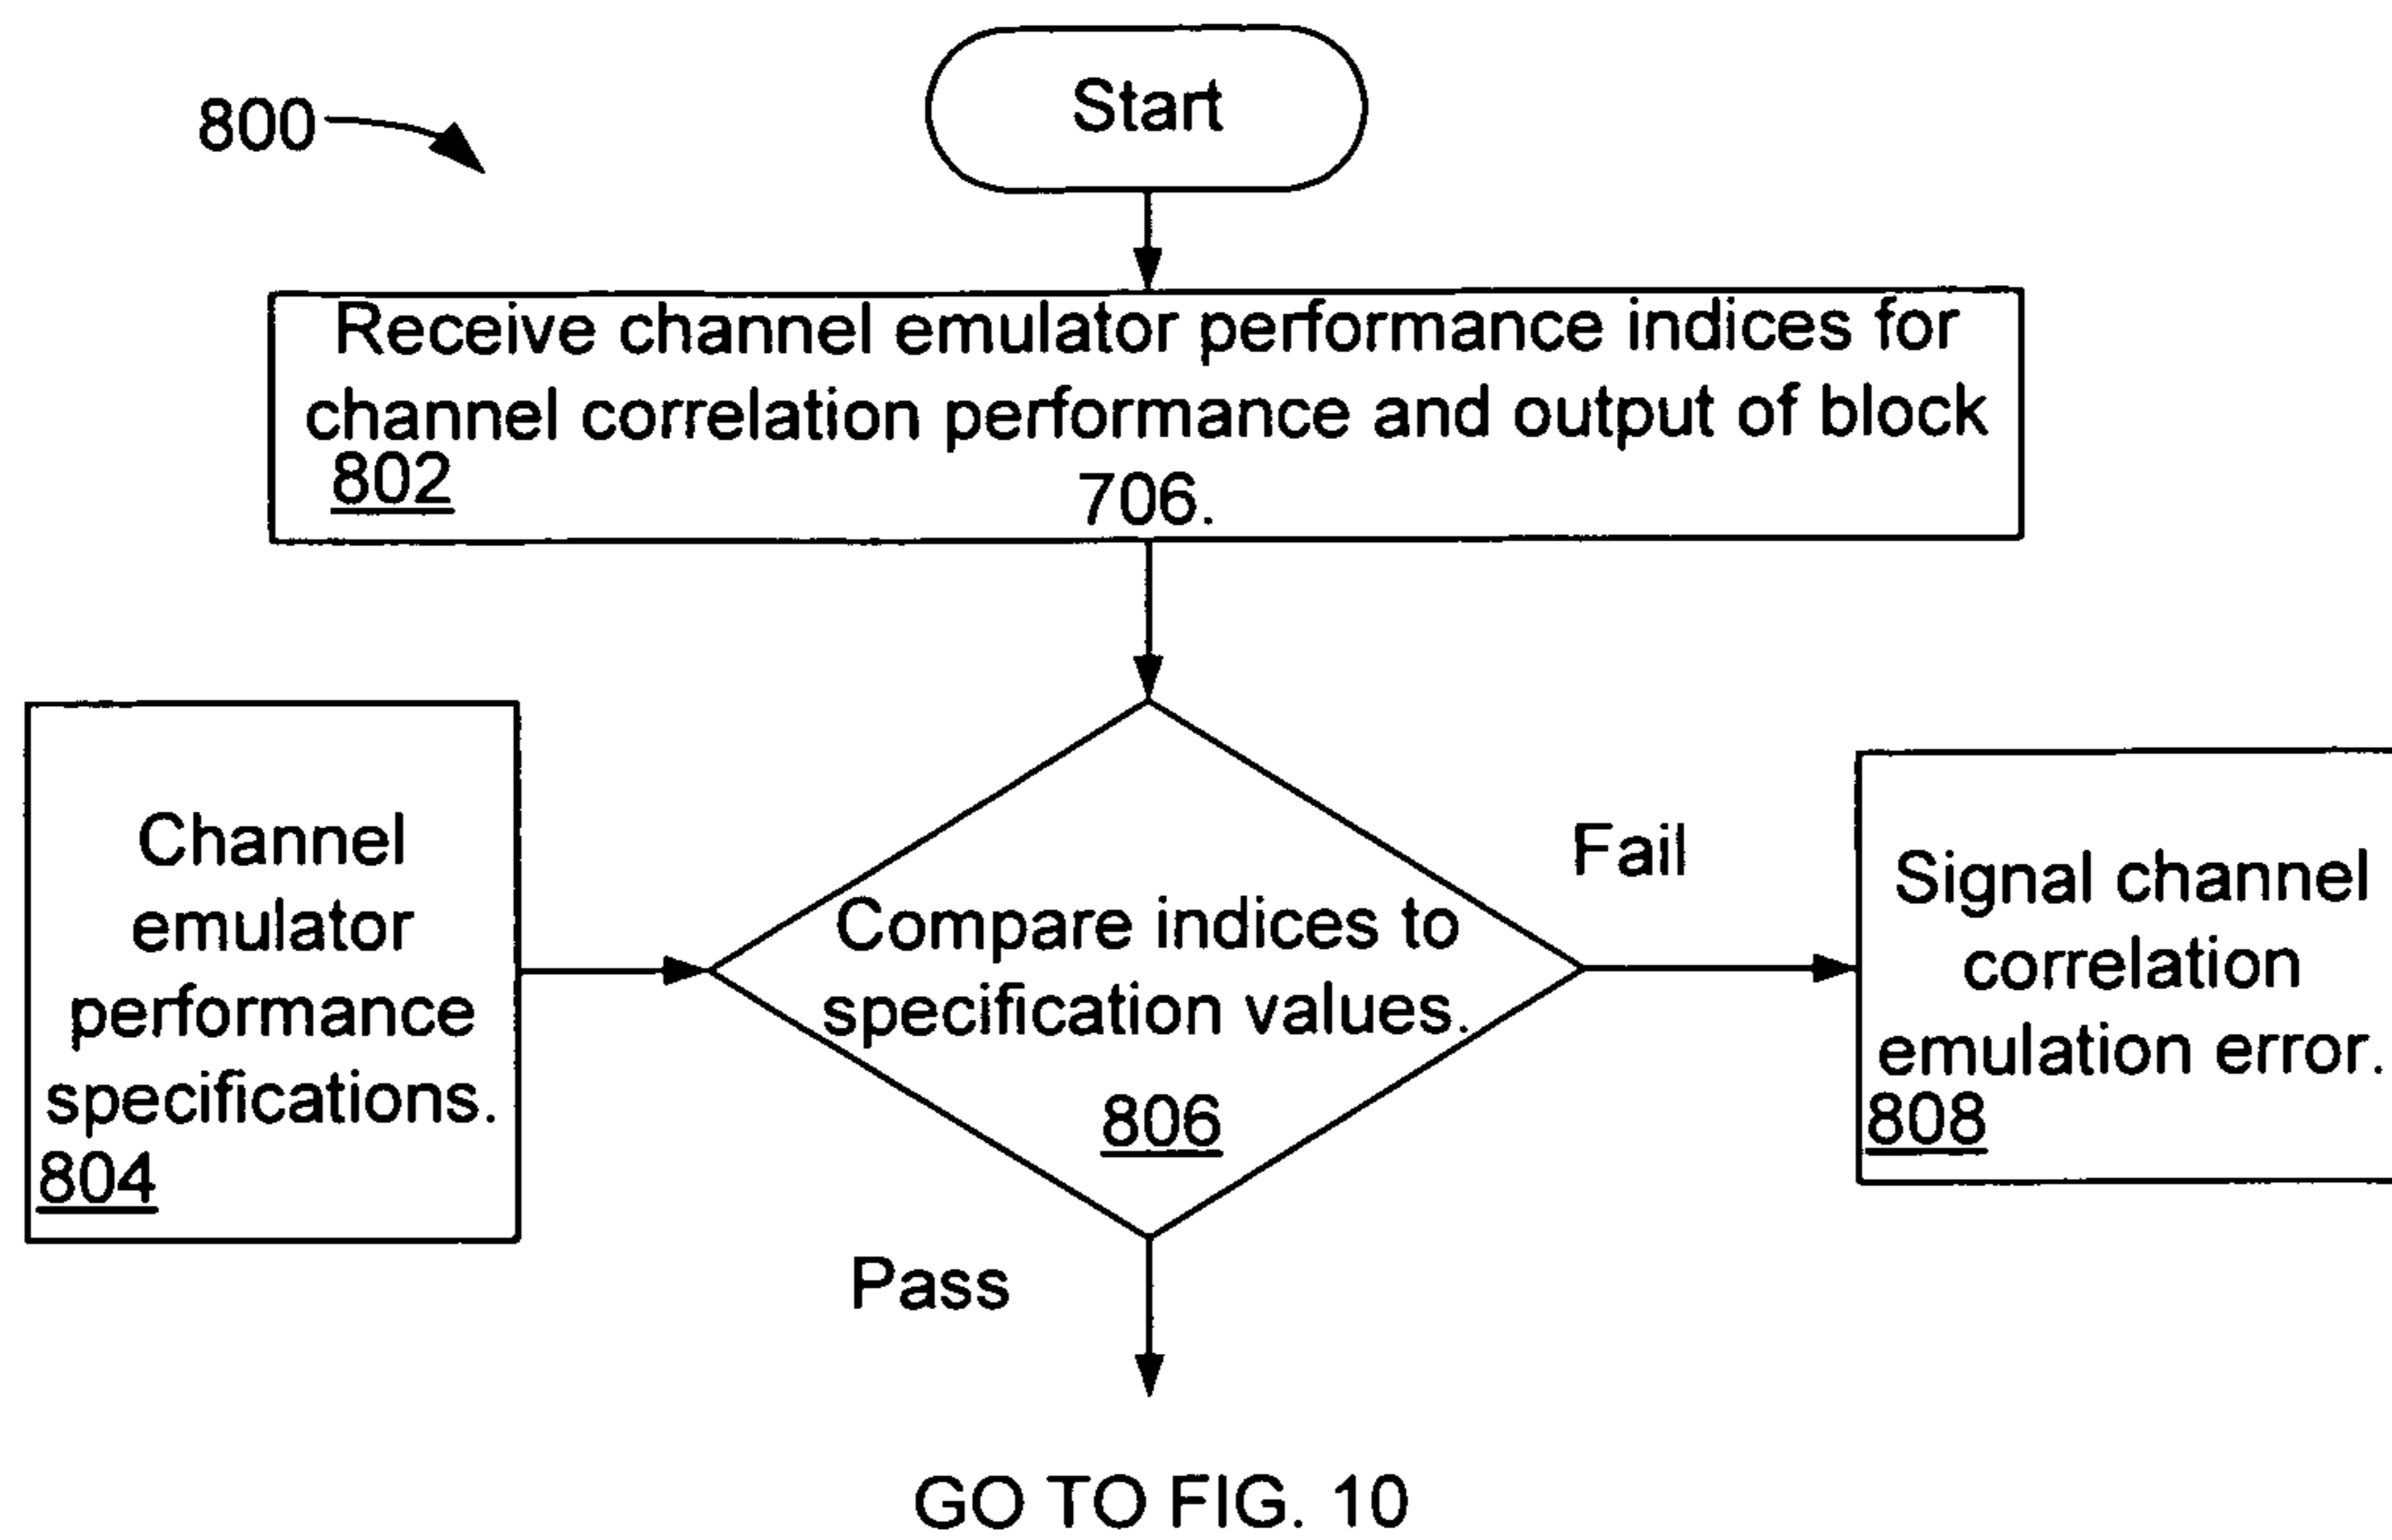 800
Start
Receive channel emulator performance indices for
channel correlation performance and output of block
802
706.
Channel
emulator
performance
specifications.
804
Compare indices to
specification values.
806
Fail
Signal channel
correlation
emulation error.
808
Pass
GO TO FIG. 10